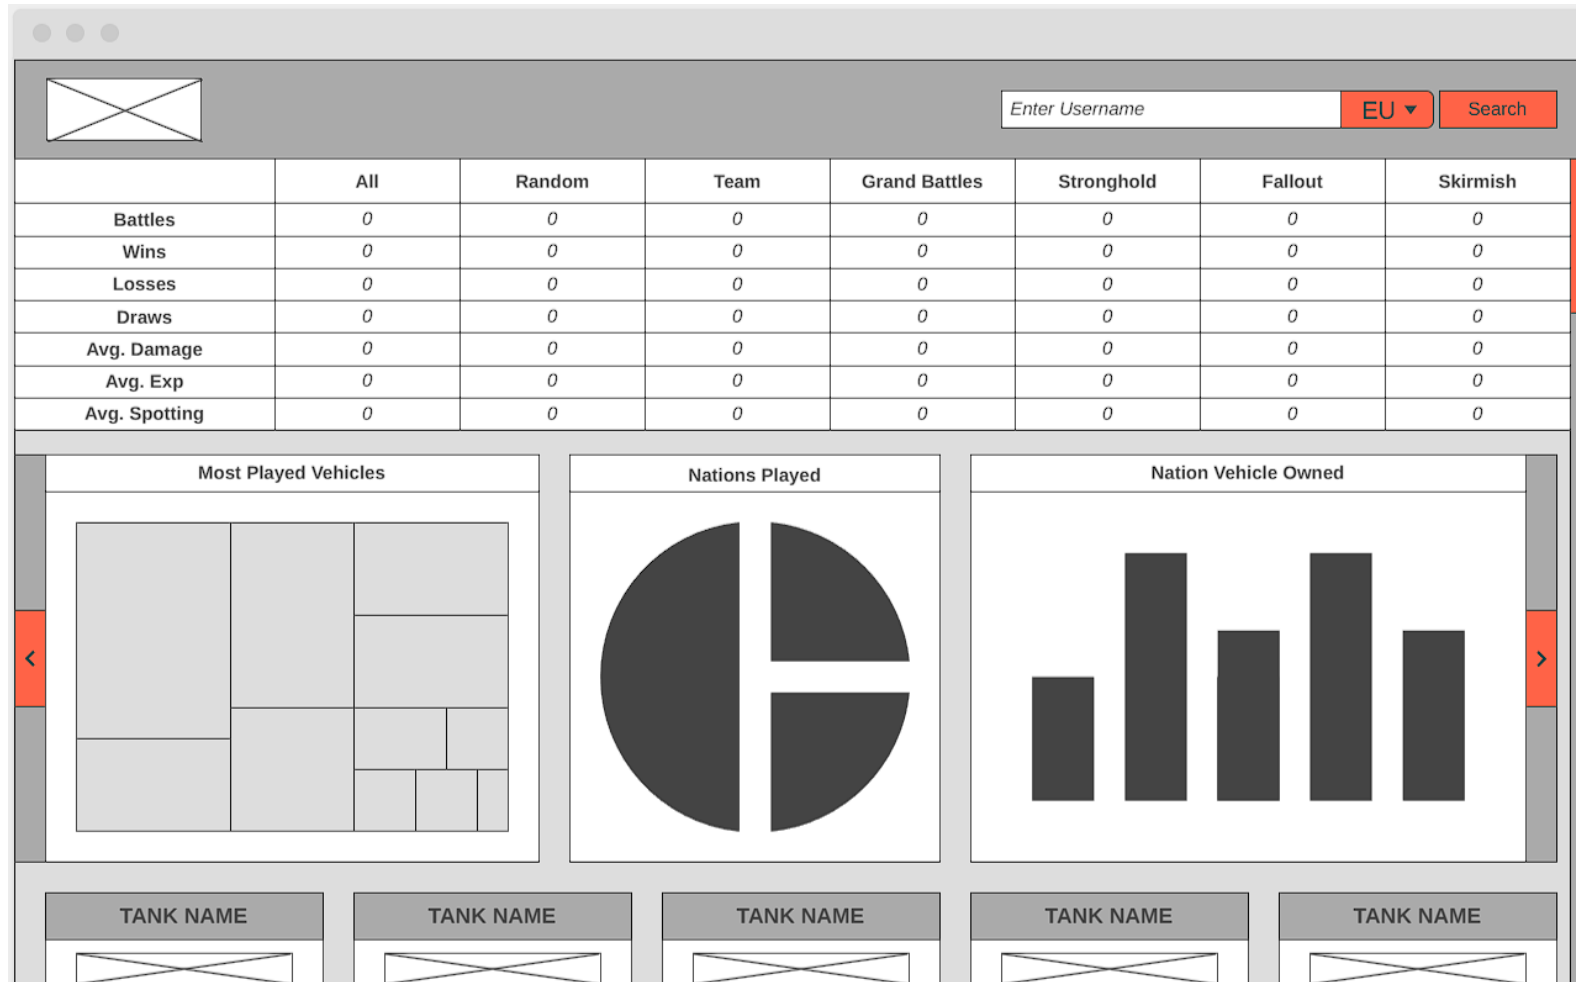 Enter Username EU Search
All Random Team Grand Battles Stronghold Fallout Skirmish
Battles 0 0 0 0 0 0 0
Wins 0 0 0 0 0 0 0
Losses 0 0 0 0 0 0 0
Draws 0 0 0 0 0 0 0
Avg. Damage 0 0 0 0 0 0 0
Avg. Exp 0 0 0 0 0 0 0
Avg. Spotting 0 0 0 0 0 0 0
Most Played Vehicles Nations Played Nation Vehicle Owned
TANK NAME TANK NAME TANK NAME TANK NAME TANK NAME